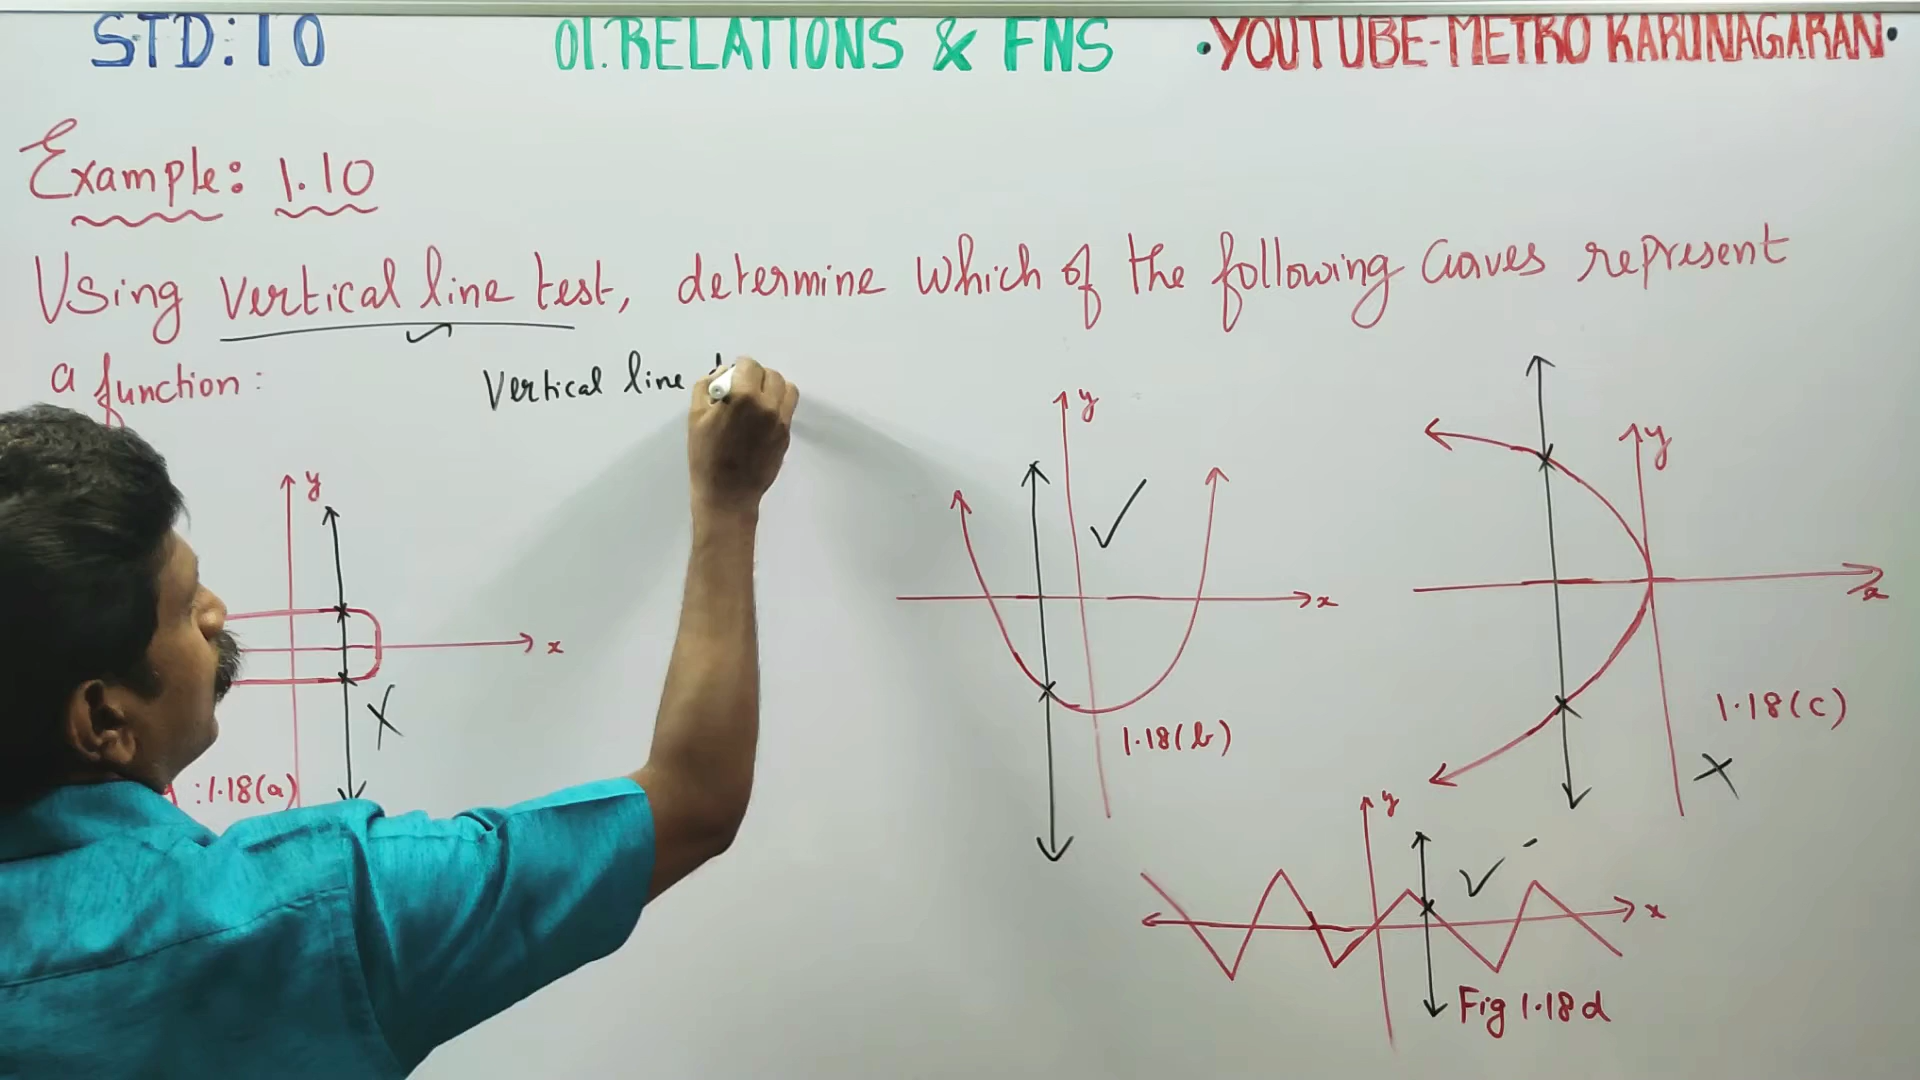 STD:10 01.RELATIONS & FNS •YOUTUBE-METRO KARUNAGARAN•
Example: 1.10
Using vertical line test, determine which of the following curves represent
a function:
Vertical line
y
x
:1.18(a)
y
x
1.18(b)
y
x
1.18(c)
y
x
Fig 1.18d